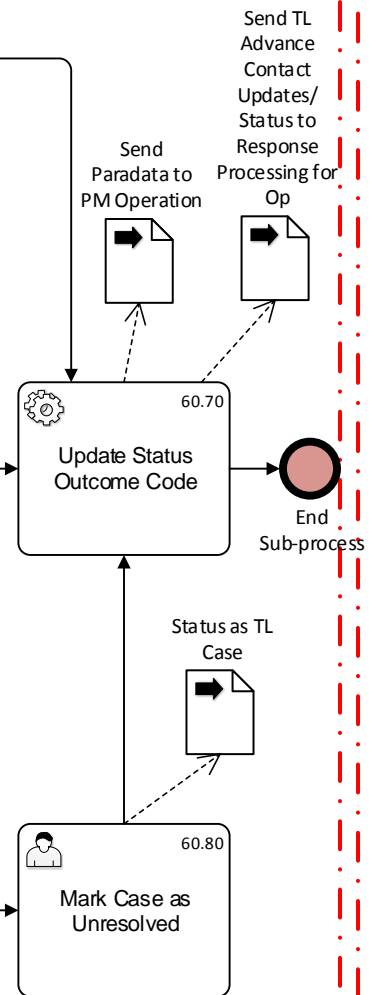 Send TL
Advance
Contact
Updates/
Status to
Response
Processing for
Op
Send
Paradata to
PM Operation
60.70
Update Status
Outcome Code
End
Sub-process
Status as TL
Case
60.80
Mark Case as
Unresolved